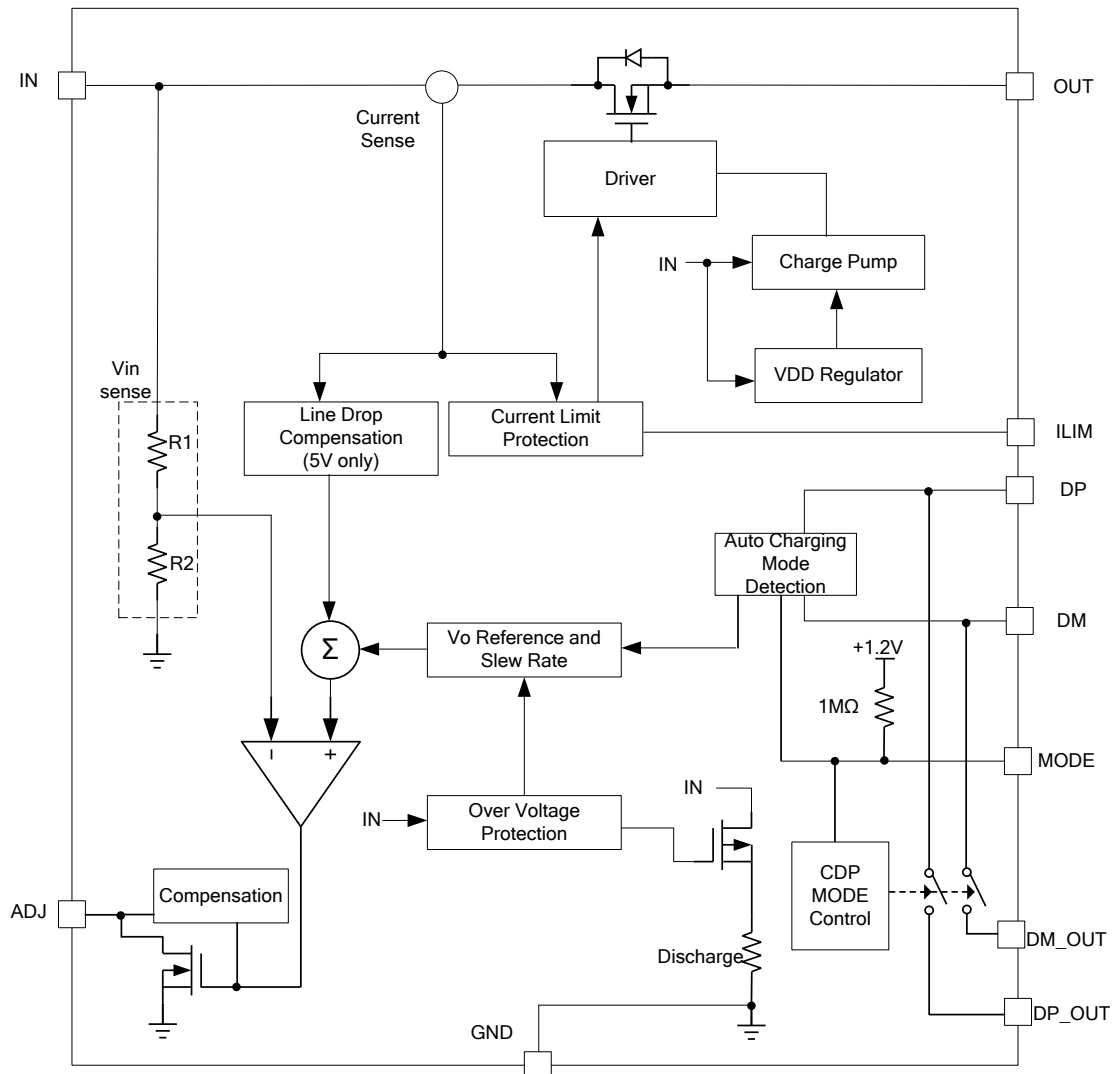 IN
OUT
Current
Sense
Driver
IN
Charge Pump
VDD Regulator
Vin
sense
R1
R2
Line Drop
Compensation
(5V only)
Current Limit
Protection
ILIM
DP
Auto Charging
Mode
Detection
DM
Σ
Vo Reference and
Slew Rate
+1.2V
1MΩ
MODE
−
+
IN
Over Voltage
Protection
IN
CDP
MODE
Control
Compensation
ADJ
Discharge
DM_OUT
DP_OUT
GND